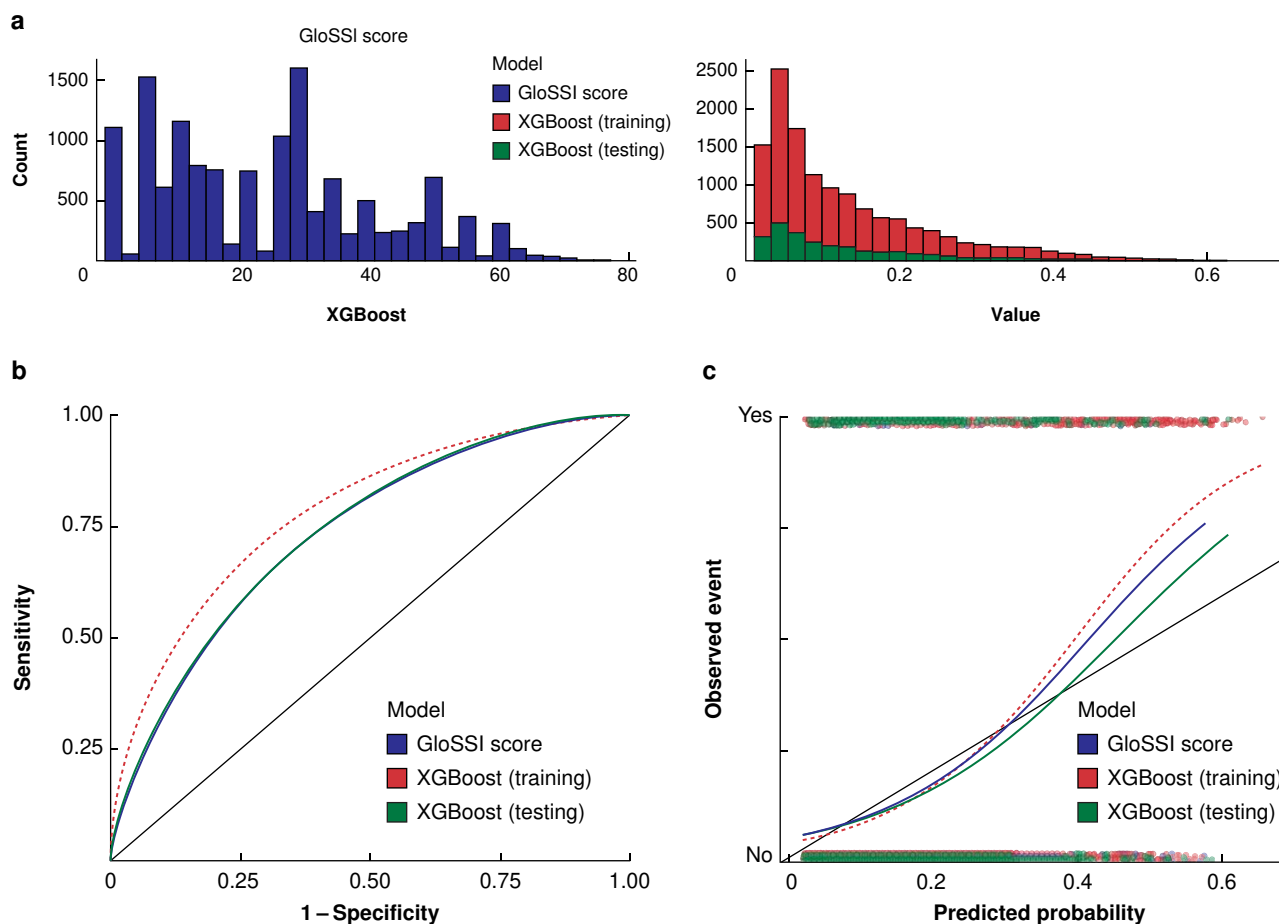 a
GloSSI score
1500
1000
500
0
20
40
60
80
Count
XGBoost
Model
GloSSI score
XGBoost (training)
XGBoost (testing)
2500
2000
1500
1000
500
0
0.2
0.4
0.6
Value
b
1.00
0.75
0.50
0.25
0
0.25
0.75
1.00
Sensitivity
1 – Specificity
Model
GloSSI score
XGBoost (training)
XGBoost (testing)
c
Yes
No
0
0.2
0.4
0.6
Observed event
Predicted probability
Model
GloSSI score
XGBoost (training)
XGBoost (testing)